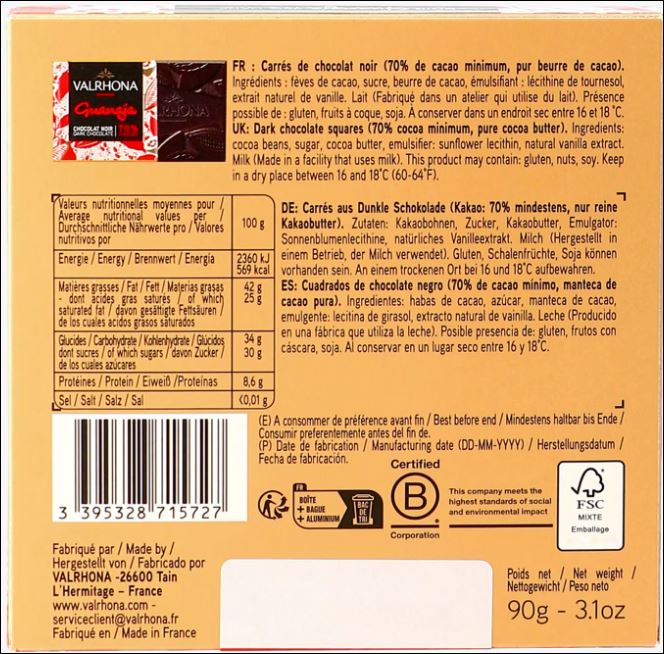 VALRHONA
Guanaja
CHOCOLAT NOIR
DARK CHOCOLATE
70%
FR : Carrés de chocolat noir (70% de cacao minimum, pur beurre de cacao).
Ingrédients : fèves de cacao, sucre, beurre de cacao, émulsifiant : lécithine de tournesol,
extrait naturel de vanille. Lait (Fabriqué dans un atelier qui utilise du lait). Présence
possible de : gluten, fruits à coque, soja. A conserver dans un endroit sec entre 16 et 18 °C.
UK: Dark chocolate squares (70% cocoa minimum, pure cocoa butter). Ingredients:
cocoa beans, sugar, cocoa butter, emulsifier: sunflower lecithin, natural vanilla extract.
Milk (Made in a facility that uses milk). This product may contain: gluten, nuts, soy. Keep
in a dry place between 16 and 18°C (60-64°F).
DE: Carrés aus Dunkle Schokolade (Kakao: 70% mindestens, nur reine
Kakaobutter). Zutaten: Kakaobohnen, Zucker, Kakaobutter, Emulgator:
Sonnenblumenlecithine, natürliches Vanilleextrakt. Milch (Hergestellt in
einem Betrieb, der Milch verwendet). Gluten, Schalenfrüchte, Soja können
vorhanden sein. An einem trockenen Ort bei 16 und 18°C aufbewahren.
ES: Cuadrados de chocolate negro (70% de cacao mínimo, manteca de
cacao pura). Ingredientes: habas de cacao, azúcar, manteca de cacao,
emulgente: lecitina de girasol, extracto natural de vainilla. Leche (Producido
en una fábrica que utiliza la leche). Posible presencia de: gluten, frutos con
cáscara, soja. Al conservar en un lugar seco entre 16 y 18°C.
Valeurs nutritionnelles moyennes pour /
Average nutritional values per /
Durchschnittliche Nährwerte pro / Valores
nutritivos por
100 g
Energie / Energy / Brennwert / Energía
2360 kJ
569 kcal
Matières grasses / Fat / Fett / Materias grasas
- dont acides gras saturés / of which
saturated fat / davon gesättigte Fettsäuren /
de los cuales ácidos grasos saturados
42 g
25 g
Glucides / Carbohydrate / Kohlenhydrate / Glúcidos
dont sucres / of which sugars / davon Zucker /
de los cuales azúcares
34 g
30 g
Protéines / Protein / Eiweiß /Proteínas
8,6 g
Sel / Salt / Salz / Sal
<0,01 g
(E) A consommer de préférence avant fin / Best before end / Mindestens haltbar bis Ende /
Consumir preferentemente antes del fin de.
(P) Date de fabrication / Manufacturing date (DD-MM-YYYY) / Herstellungsdatum /
Fecha de fabricación.
3 395328 715727
FR
BOÎTE
+ BAGUE
+ ALUMINIUM
BAC
DE
TRI
Certified
B
Corporation
This company meets the
highest standards of social
and environmental impact
FSC
MIXTE
Emballage
Fabriqué par / Made by /
Hergestellt von / Fabricado por
VALRHONA -26600 Tain
L'Hermitage – France
www.valrhona.com -
serviceclient@valrhona.fr
Fabriqué en / Made in France
Poids net / Net weight /
Nettogewicht / Peso neto
90g - 3.1oz